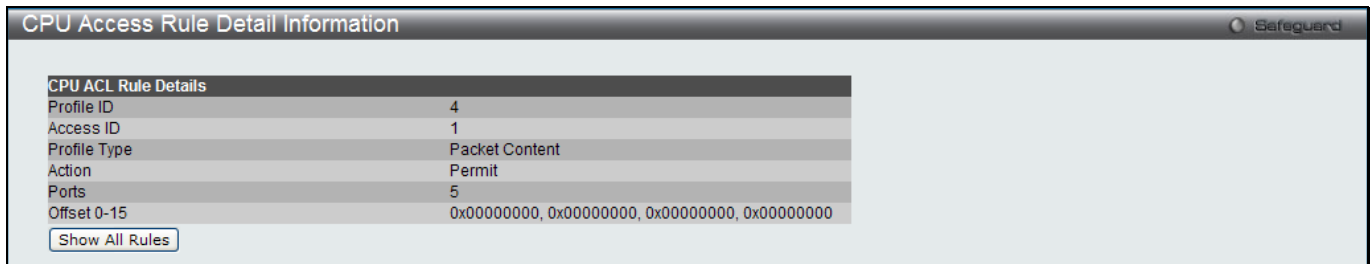 CPU Access Rule Detail Information
Safeguard
CPU ACL Rule Details
Profile ID 4
Access ID 1
Profile Type Packet Content
Action Permit
Ports 5
Offset 0-15 0x00000000, 0x00000000, 0x00000000, 0x00000000
Show All Rules